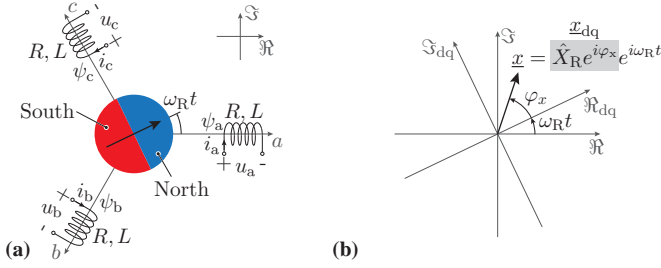 c - u_c
+
i_c
R, L
ψ_c
ℑ
ℜ
South
ω_R t
R, L
ψ_a
a
i_a
+ u_a -
North
+ i_b
ψ_b
u_b
-
R, L
b
(a)
x_dq
ℑ_dq
ℑ
x = X̂_R e^{iφ_x} e^{iω_R t}
φ_x
ℜ_dq
ω_R t
ℜ
(b)